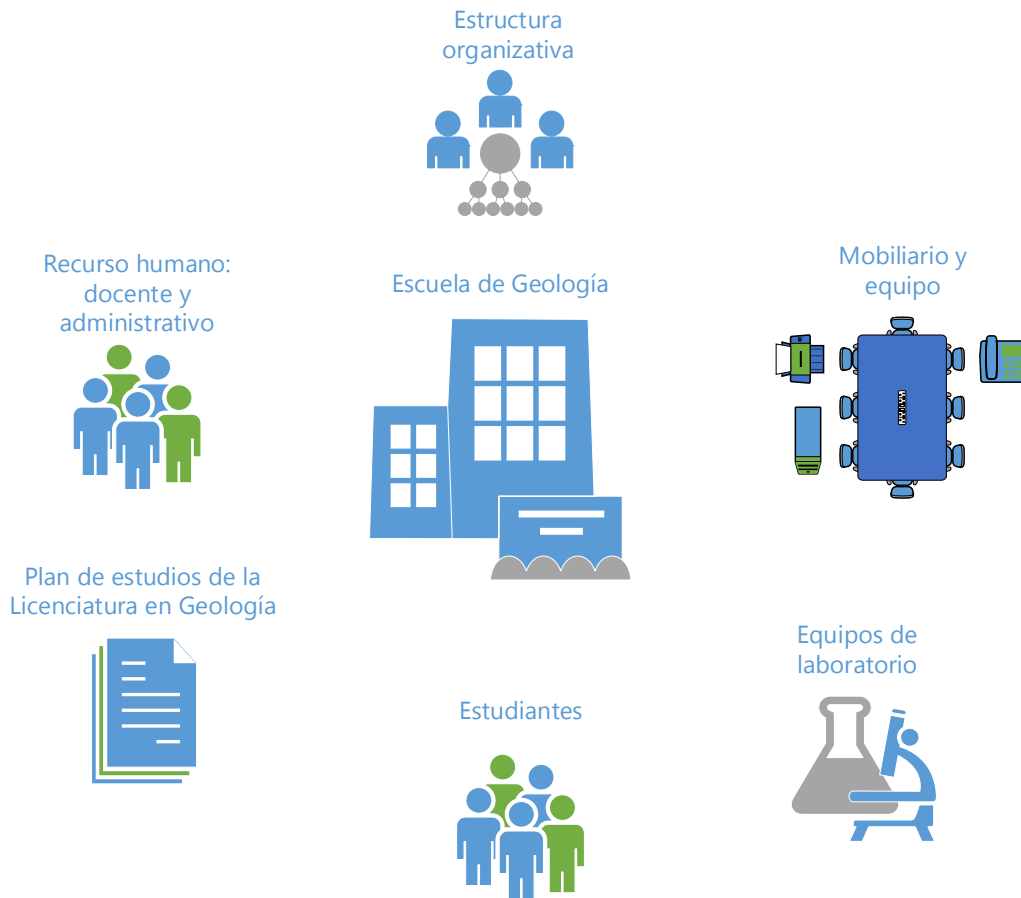 Estructura
organizativa
Recurso humano:
docente y
administrativo
Escuela de Geología
Mobiliario y
equipo
Plan de estudios de la
Licenciatura en Geología
Equipos de
laboratorio
Estudiantes